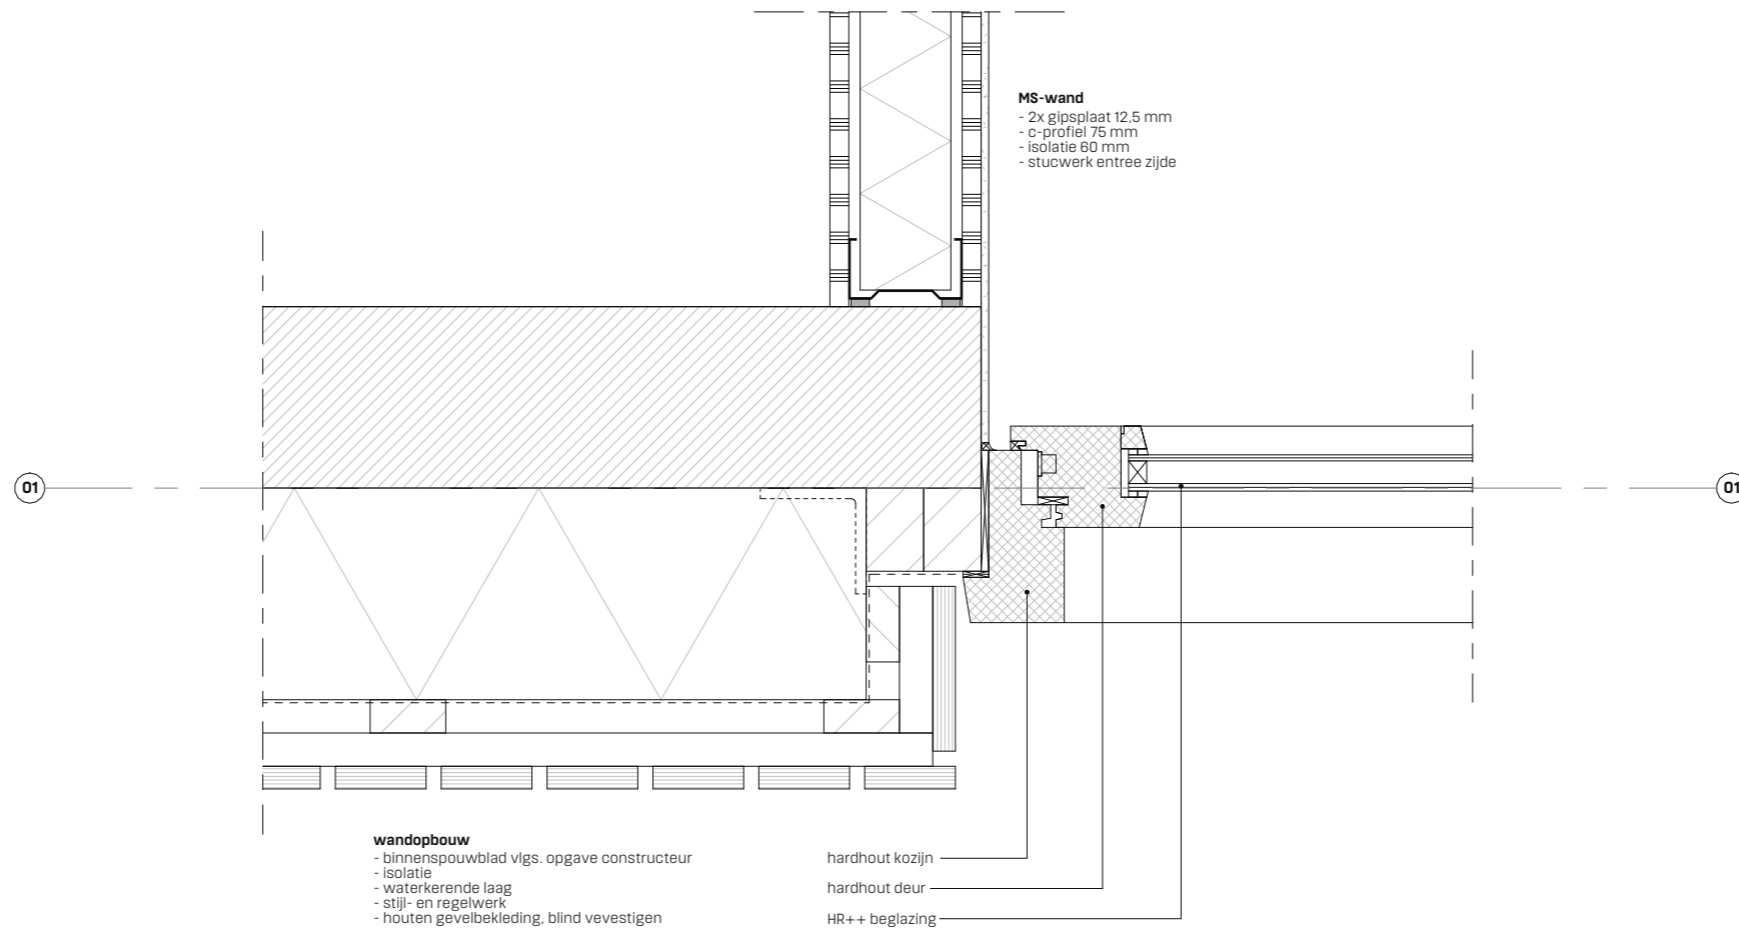 MS-wand
- 2x gipsplaat 12,5 mm
- c-profiel 75 mm
- isolatie 60 mm
- stucwerk entree zijde
01
01
wandopbouw
- binnenspouwblad vlgs. opgave constructeur
- isolatie
- waterkerende laag
- stijl- en regelwerk
- houten gevelbekleding, blind vevestigen
hardhout kozijn
hardhout deur
HR++ beglazing